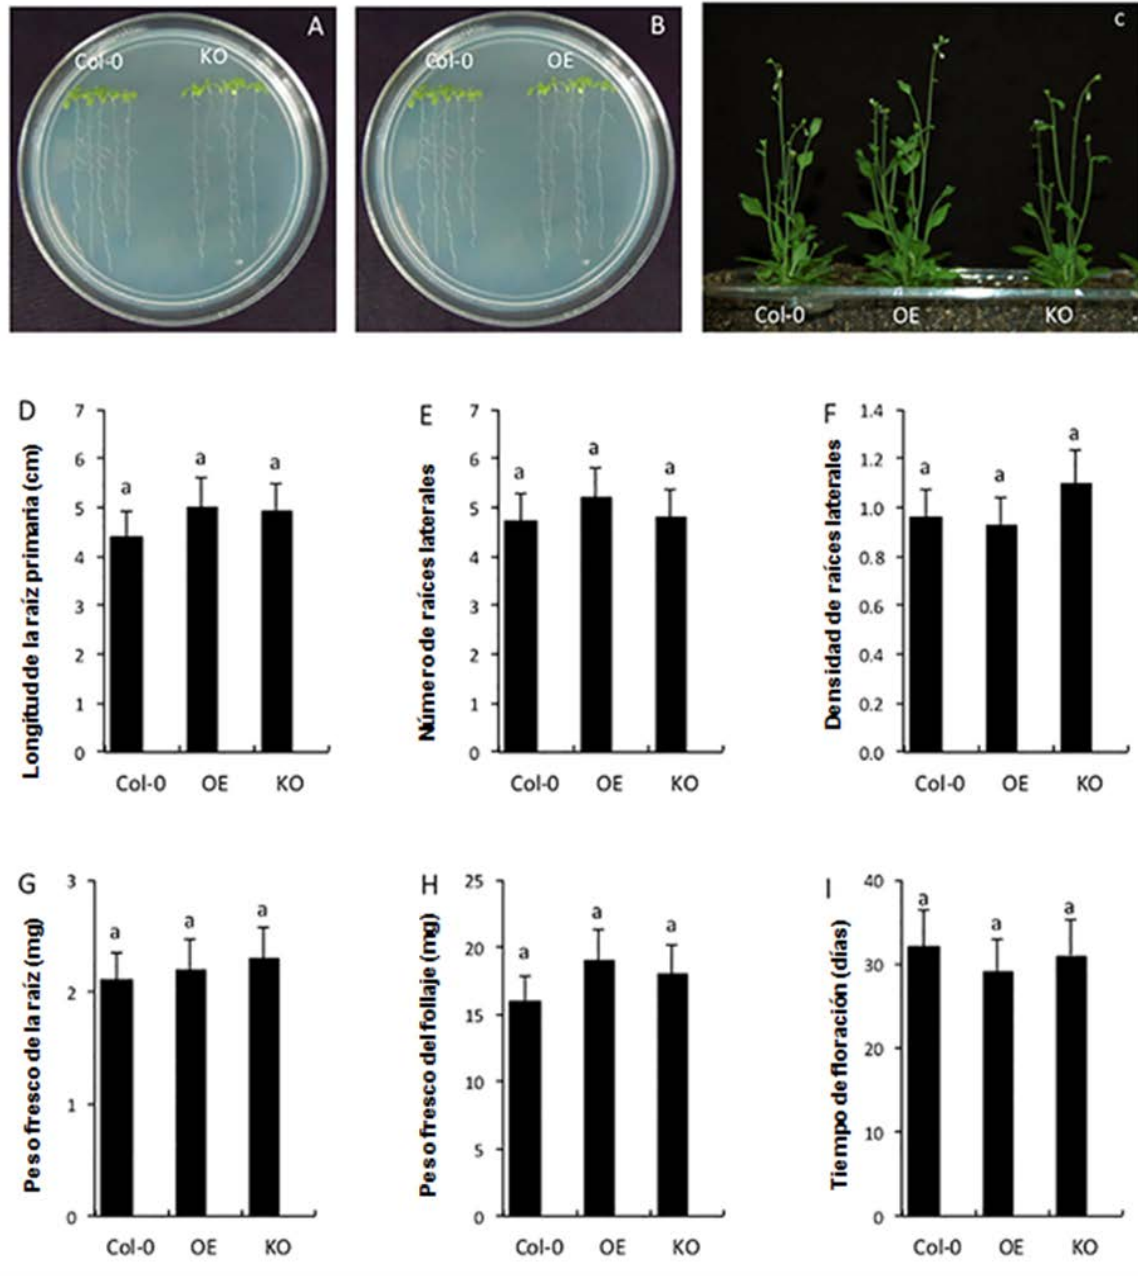 A
Col-0 KO
B
Col-0 OE
C
Col-0 OE KO
D
Longitud de la raíz primaria (cm)
7
6
5
4
3
2
1
0
a a a
Col-0 OE KO
E
Número de raíces laterales
7
6
5
4
3
2
1
0
a a a
Col-0 OE KO
F
Densidad de raíces laterales
1.4
1.2
1.0
0.8
0.6
0.4
0.2
0.0
a a a
Col-0 OE KO
G
Peso fresco de la raíz (mg)
3
2
1
0
a a a
Col-0 OE KO
H
Peso fresco del follaje (mg)
25
20
15
10
5
0
a a a
Col-0 OE KO
I
Tiempo de floración (días)
40
30
20
10
0
a a a
Col-0 OE KO